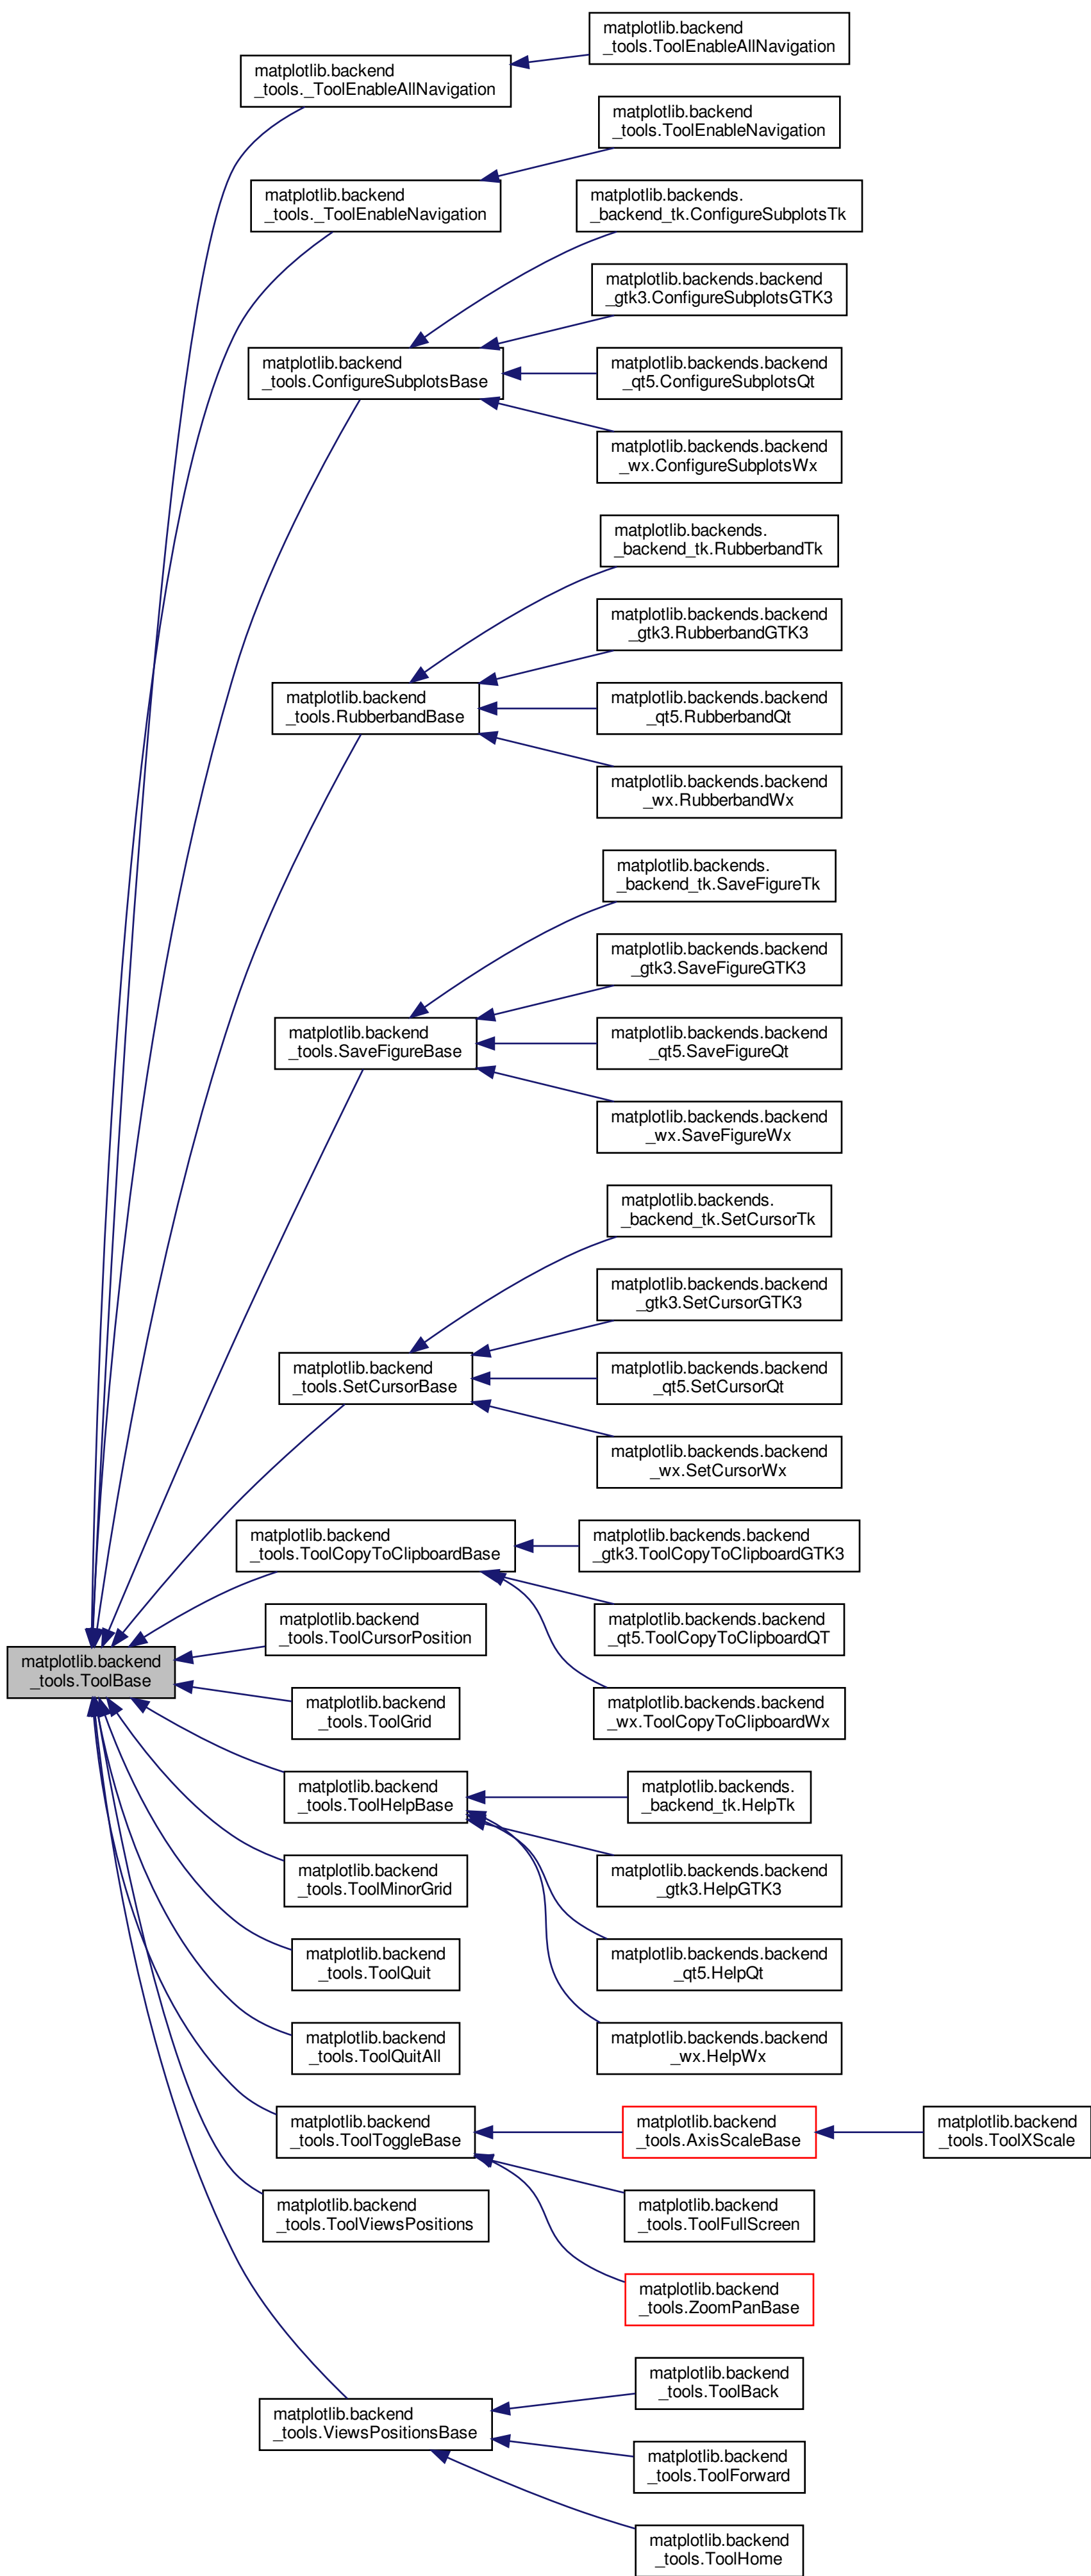 matplotlib.backend
_tools.ToolEnableAllNavigation
matplotlib.backend
_tools._ToolEnableAllNavigation
matplotlib.backend
_tools.ToolEnableNavigation
matplotlib.backend
_tools._ToolEnableNavigation
matplotlib.backends.
_backend_tk.ConfigureSubplotsTk
matplotlib.backends.backend
_gtk3.ConfigureSubplotsGTK3
matplotlib.backend
_tools.ConfigureSubplotsBase
matplotlib.backends.backend
_qt5.ConfigureSubplotsQt
matplotlib.backends.backend
_wx.ConfigureSubplotsWx
matplotlib.backends.
_backend_tk.RubberbandTk
matplotlib.backends.backend
_gtk3.RubberbandGTK3
matplotlib.backend
_tools.RubberbandBase
matplotlib.backends.backend
_qt5.RubberbandQt
matplotlib.backends.backend
_wx.RubberbandWx
matplotlib.backends.
_backend_tk.SaveFigureTk
matplotlib.backends.backend
_gtk3.SaveFigureGTK3
matplotlib.backend
_tools.SaveFigureBase
matplotlib.backends.backend
_qt5.SaveFigureQt
matplotlib.backends.backend
_wx.SaveFigureWx
matplotlib.backends.
_backend_tk.SetCursorTk
matplotlib.backends.backend
_gtk3.SetCursorGTK3
matplotlib.backend
_tools.SetCursorBase
matplotlib.backends.backend
_qt5.SetCursorQt
matplotlib.backends.backend
_wx.SetCursorWx
matplotlib.backend
_tools.ToolCopyToClipboardBase
matplotlib.backends.backend
_gtk3.ToolCopyToClipboardGTK3
matplotlib.backend
_tools.ToolCursorPosition
matplotlib.backends.backend
_qt5.ToolCopyToClipboardQT
matplotlib.backend
_tools.ToolBase
matplotlib.backend
_tools.ToolGrid
matplotlib.backends.backend
_wx.ToolCopyToClipboardWx
matplotlib.backend
_tools.ToolHelpBase
matplotlib.backends.
_backend_tk.HelpTk
matplotlib.backend
_tools.ToolMinorGrid
matplotlib.backends.backend
_gtk3.HelpGTK3
matplotlib.backend
_tools.ToolQuit
matplotlib.backends.backend
_qt5.HelpQt
matplotlib.backend
_tools.ToolQuitAll
matplotlib.backends.backend
_wx.HelpWx
matplotlib.backend
_tools.ToolToggleBase
matplotlib.backend
_tools.AxisScaleBase
matplotlib.backend
_tools.ToolXScale
matplotlib.backend
_tools.ToolViewsPositions
matplotlib.backend
_tools.ToolFullScreen
matplotlib.backend
_tools.ZoomPanBase
matplotlib.backend
_tools.ToolBack
matplotlib.backend
_tools.ViewsPositionsBase
matplotlib.backend
_tools.ToolForward
matplotlib.backend
_tools.ToolHome